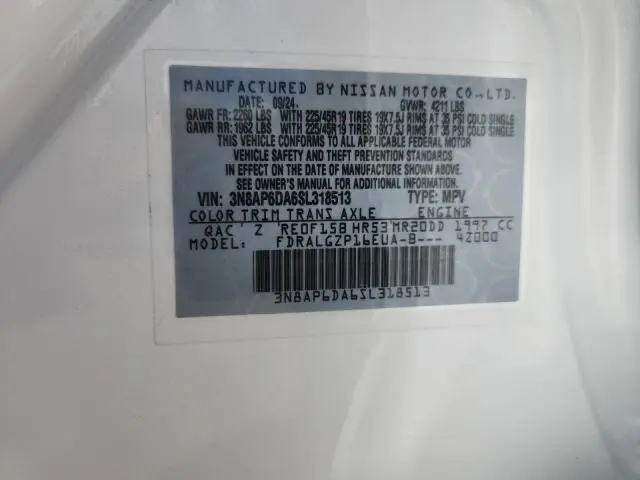 MANUFACTURED BY NISSAN MOTOR CO.,LTD.
DATE: 09/24. GVWR: 4211 LBS
GAWR FR: 2260 LBS WITH 225/45R19 TIRES 19X7.5J RIMS AT 35 PSI COLD SINGLE
GAWR RR: 1962 LBS WITH 225/45R19 TIRES 19X7.5J RIMS AT 35 PSI COLD SINGLE
THIS VEHICLE CONFORMS TO ALL APPLICABLE FEDERAL MOTOR
VEHICLE SAFETY AND THEFT PREVENTION STANDARDS
IN EFFECT ON THE DATE OF MANUFACTURE SHOWN ABOVE.
SEE OWNER'S MANUAL FOR ADDITIONAL INFORMATION.
VIN: 3N8AP6DA6SL318513 TYPE: MPV
COLOR TRIM TRANS AXLE ENGINE
QAC Z RE0F15B HR53 MR20DD 1997 CC
MODEL: FDRALGZP16EUA-B--- 4Z000
3N8AP6DA6SL318513